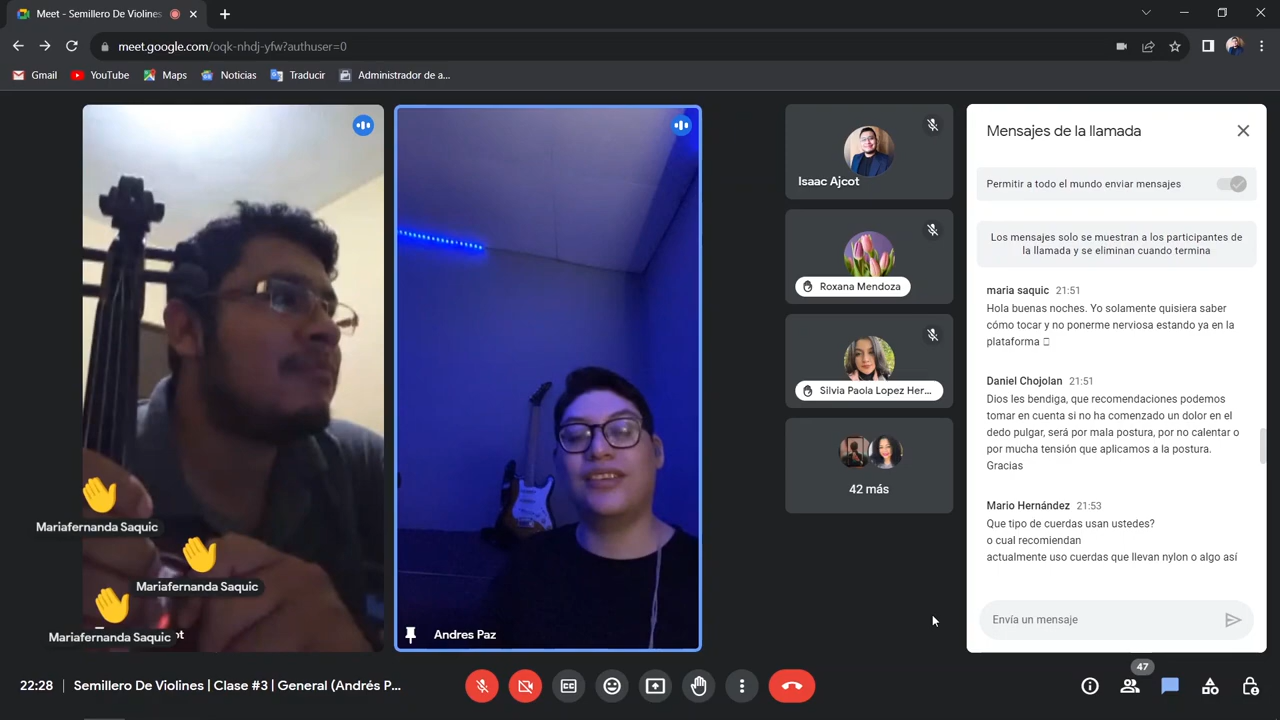 Meet - Semillero De Violines
meet.google.com/oqk-nhdj-yfw?authuser=0
Gmail
YouTube
Maps
Noticias
Traducir
Administrador de a...
Mariafernanda Saquic
Mariafernanda Saquic
Mariafernanda Saquic
Andres Paz
Isaac Ajcot
Roxana Mendoza
Silvia Paola Lopez Her...
42 más
Mensajes de la llamada
Permitir a todo el mundo enviar mensajes
Los mensajes solo se muestran a los participantes de
la llamada y se eliminan cuando termina
maria saquic 21:51
Hola buenas noches. Yo solamente quisiera saber
cómo tocar y no ponerme nerviosa estando ya en la
plataforma
Daniel Chojolan 21:51
Dios les bendiga, que recomendaciones podemos
tomar en cuenta si no ha comenzado un dolor en el
dedo pulgar, será por mala postura, por no calentar o
por mucha tensión que aplicamos a la postura.
Gracias
Mario Hernández 21:53
Que tipo de cuerdas usan ustedes?
o cual recomiendan
actualmente uso cuerdas que llevan nylon o algo así
Envía un mensaje
22:28 | Semillero De Violines | Clase #3 | General (Andrés P...
47